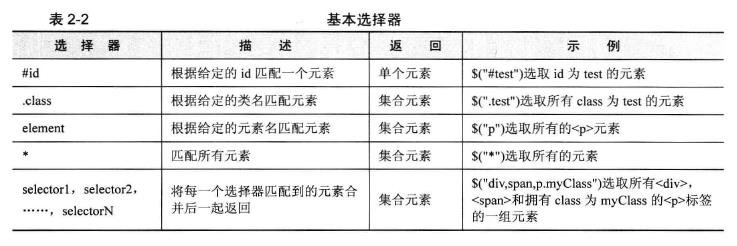 表 2-2 基本选择器
选 择 器 描 述 返 回 示 例
#id 根据给定的 id 匹配一个元素 单个元素 $("#test")选取 id 为 test 的元素
.class 根据给定的类名匹配元素 集合元素 $(".test")选取所有 class 为 test 的元素
element 根据给定的元素名匹配元素 集合元素 $("p")选取所有的<p>元素
* 匹配所有元素 集合元素 $("*")选取所有的元素
selector1，selector2，
……，selectorN
将每一个选择器匹配到的元素合
并后一起返回
集合元素
$("div,span,p.myClass")选取所有<div>，
<span>和拥有 class 为 myClass 的<p>标签
的一组元素